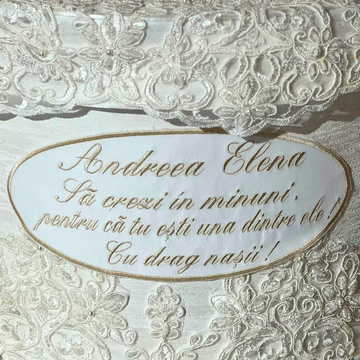 Andreea Elena
Să crezi în minuni,
pentru că tu ești una dintre ele!
Cu drag nașii!